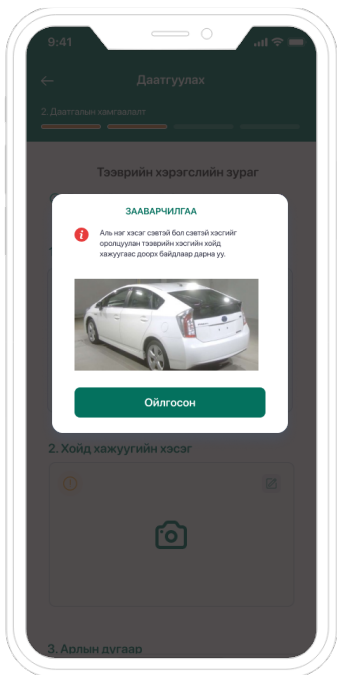 9:41
Даатгуулах
2. Даатгалын хамгаалалт
Тээврийн хэрэгслийн зураг
ЗААВАРЧИЛГАА
Аль нэг хэсэг сэвтэй бол сэвтэй хэсгийг
оролцуулан тээврийн хэсгийн хойд
хажуугаас доорх байдлаар дарна уу.
Ойлгосон
2. Хойд хажуугийн хэсэг
3. Арлын дугаар